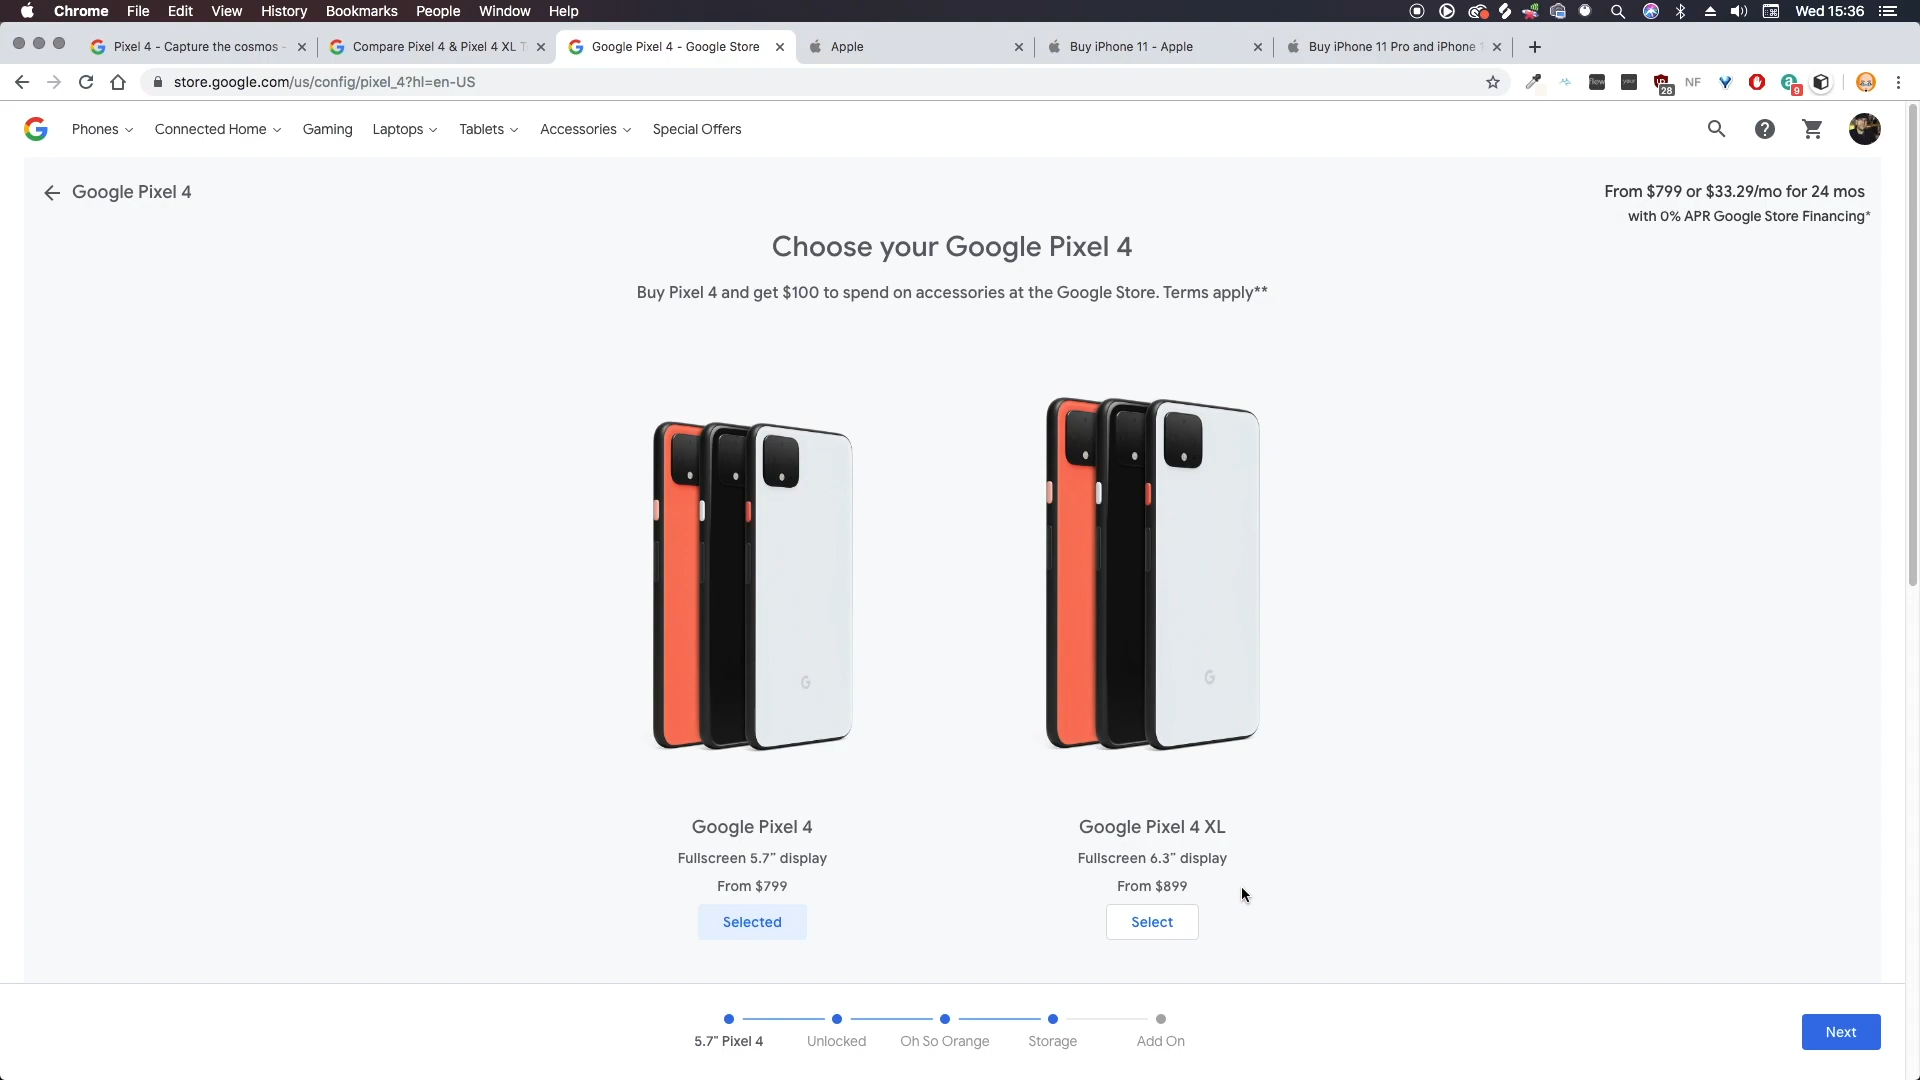 Chrome File Edit View History Bookmarks People Window Help Wed 15:36
Pixel 4 - Capture the cosmos - Compare Pixel 4 & Pixel 4 XL T Google Pixel 4 - Google Store Apple Buy iPhone 11 - Apple Buy iPhone 11 Pro and iPhone
store.google.com/us/config/pixel_4?hl=en-US 28 NF 9
Phones Connected Home Gaming Laptops Tablets Accessories Special Offers
Google Pixel 4
From $799 or $33.29/mo for 24 mos
with 0% APR Google Store Financing*
Choose your Google Pixel 4
Buy Pixel 4 and get $100 to spend on accessories at the Google Store. Terms apply**
Google Pixel 4
Fullscreen 5.7” display
From $799
Selected
Google Pixel 4 XL
Fullscreen 6.3” display
From $899
Select
5.7" Pixel 4 Unlocked Oh So Orange Storage Add On
Next